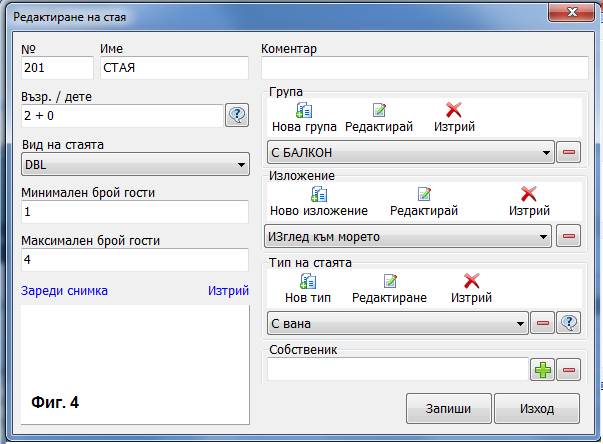 Редактиране на стая
№ Име Коментар
201 СТАЯ
Възр. / дете
2 + 0
Вид на стаята
DBL
Минимален брой гости
1
Максимален брой гости
4
Зареди снимка Изтрий
Фиг. 4
Група
Нова група Редактирай Изтрий
С БАЛКОН
Изложение
Ново изложение Редактирай Изтрий
ИЗглед към морето
Тип на стаята
Нов тип Редактиране Изтрий
С вана
Собственик
Запиши Изход